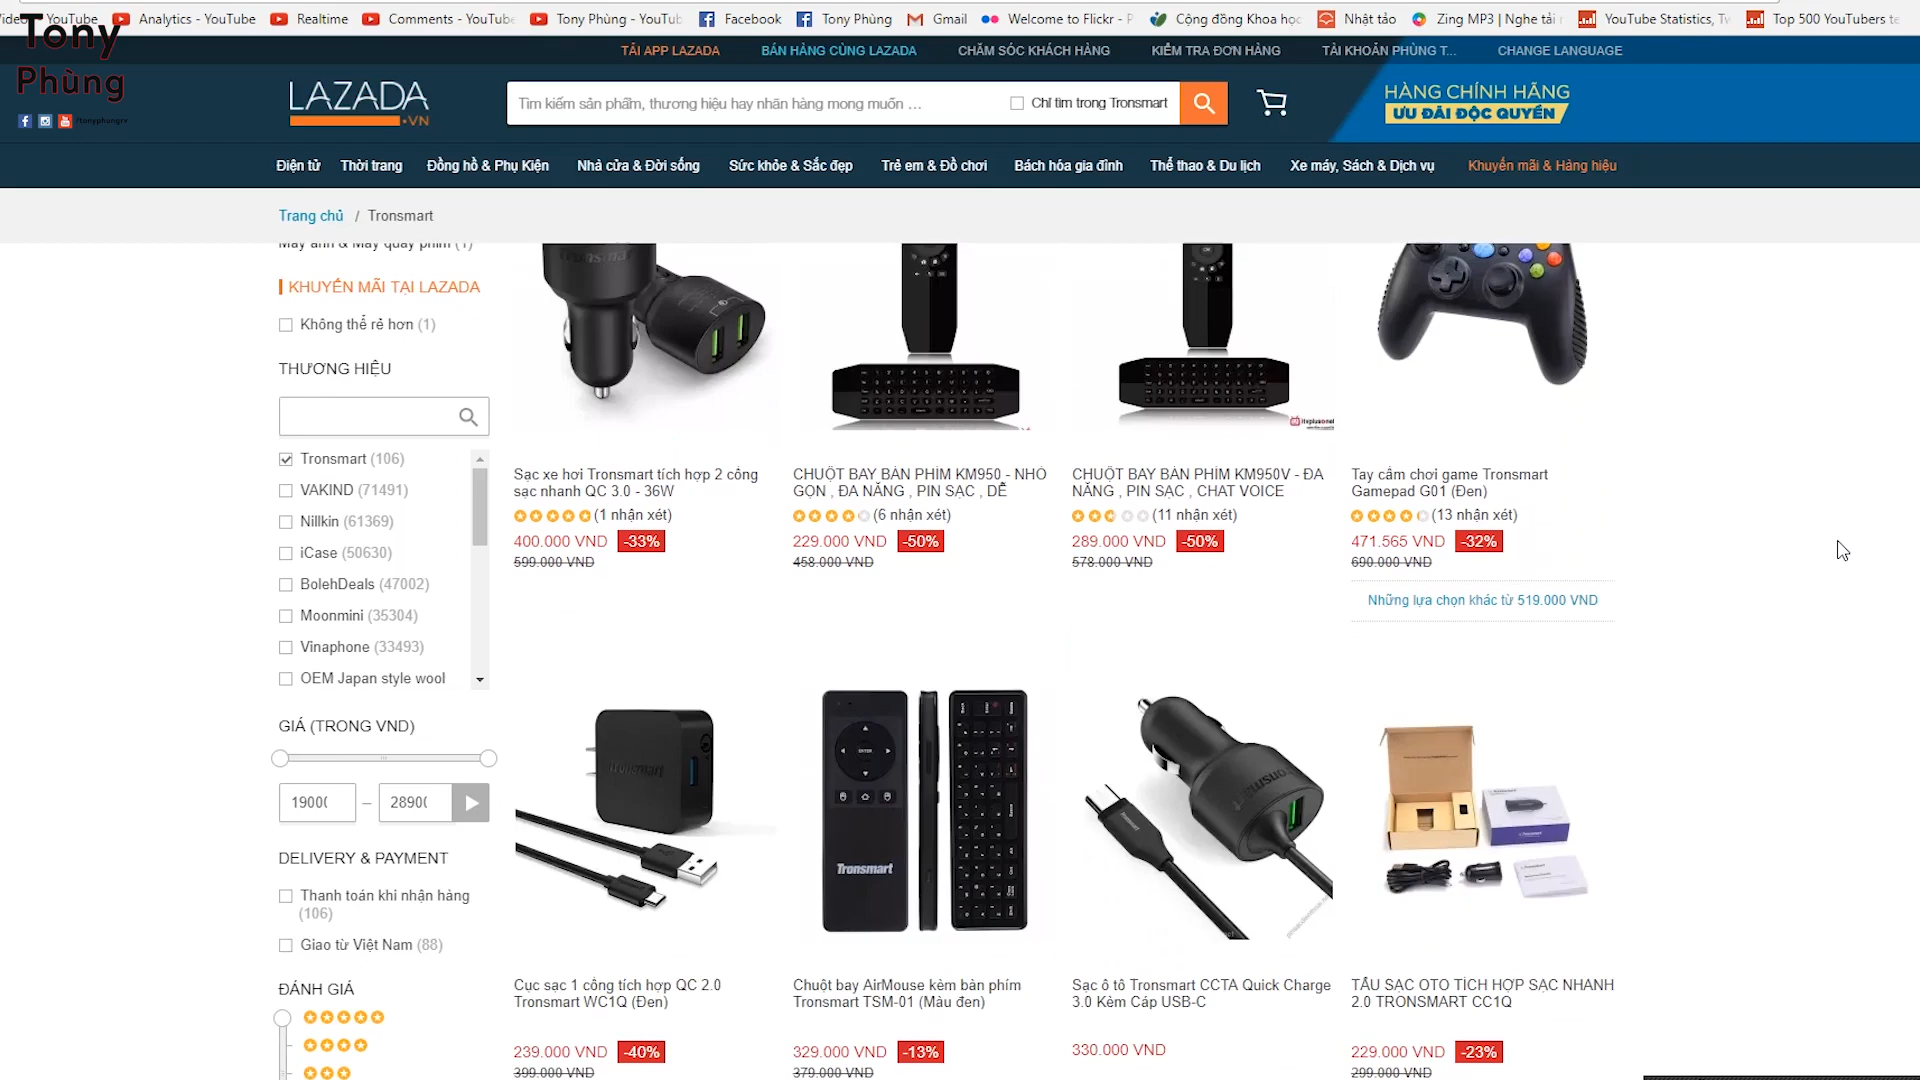 YouTube
Analytics - YouTube
Realtime
Comments - YouTube
Tony Phùng - YouTub
Facebook
Tony Phùng
Gmail
Welcome to Flickr - P
Cộng đồng Khoa học
Nhật tảo
Zing MP3 | Nghe tải
YouTube Statistics, Tw
Top 500 YouTubers te
Tony
Phùng
/tonyphungrv
TẢI APP LAZADA
BÁN HÀNG CÙNG LAZADA
CHĂM SÓC KHÁCH HÀNG
KIỂM TRA ĐƠN HÀNG
TÀI KHOẢN PHÙNG T...
CHANGE LANGUAGE
LAZADA
.VN
Tìm kiếm sản phẩm, thương hiệu hay nhãn hàng mong muốn ...
Chỉ tìm trong Tronsmart
HÀNG CHÍNH HÃNG
ƯU ĐÃI ĐỘC QUYỀN
Điện tử
Thời trang
Đồng hồ & Phụ Kiện
Nhà cửa & Đời sống
Sức khỏe & Sắc đẹp
Trẻ em & Đồ chơi
Bách hóa gia đình
Thể thao & Du lịch
Xe máy, Sách & Dịch vụ
Khuyến mãi & Hàng hiệu
Trang chủ / Tronsmart
Máy ảnh & Máy quay phim (1)
KHUYẾN MÃI TẠI LAZADA
Không thể rẻ hơn (1)
THƯƠNG HIỆU
Tronsmart (106)
VAKIND (71491)
Nillkin (61369)
iCase (50630)
BolehDeals (47002)
Moonmini (35304)
Vinaphone (33493)
OEM Japan style wool
GIÁ (TRONG VND)
1900( – 2890(
DELIVERY & PAYMENT
Thanh toán khi nhận hàng
(106)
Giao từ Việt Nam (88)
ĐÁNH GIÁ
Sạc xe hơi Tronsmart tích hợp 2 cổng
sạc nhanh QC 3.0 - 36W
(1 nhận xét)
400.000 VND -33%
599.000 VND
CHUỘT BAY BÀN PHÍM KM950 - NHỎ
GỌN , ĐA NĂNG , PIN SẠC , DỄ
(6 nhận xét)
229.000 VND -50%
458.000 VND
CHUỘT BAY BÀN PHÍM KM950V - ĐA
NĂNG , PIN SẠC , CHAT VOICE
(11 nhận xét)
289.000 VND -50%
578.000 VND
Tay cầm chơi game Tronsmart
Gamepad G01 (Đen)
(13 nhận xét)
471.565 VND -32%
690.000 VND
Những lựa chọn khác từ 519.000 VND
Tronsmart
Tronsmart
Tronsmart
Cục sạc 1 cổng tích hợp QC 2.0
Tronsmart WC1Q (Đen)
239.000 VND -40%
399.000 VND
Chuột bay AirMouse kèm bàn phím
Tronsmart TSM-01 (Màu đen)
329.000 VND -13%
379.000 VND
Sạc ô tô Tronsmart CCTA Quick Charge
3.0 Kèm Cáp USB-C
330.000 VND
TẨU SẠC OTO TÍCH HỢP SẠC NHANH
2.0 TRONSMART CC1Q
229.000 VND -23%
299.000 VND